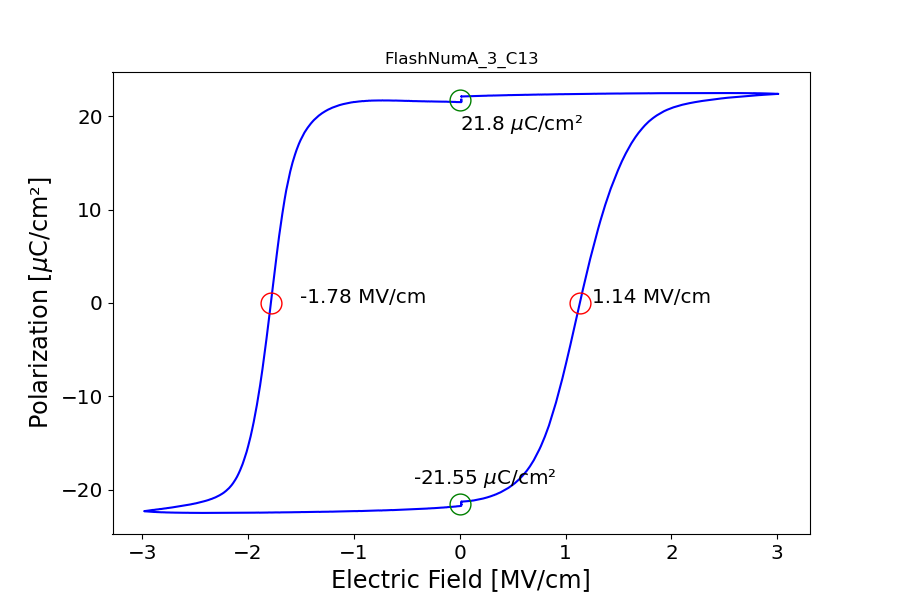 FlashNumA_3_C13
21.8 μC/cm²
-1.78 MV/cm
1.14 MV/cm
-21.55 μC/cm²
20
10
0
−10
−20
Polarization [μC/cm²]
−3
−2
−1
0
1
2
3
Electric Field [MV/cm]